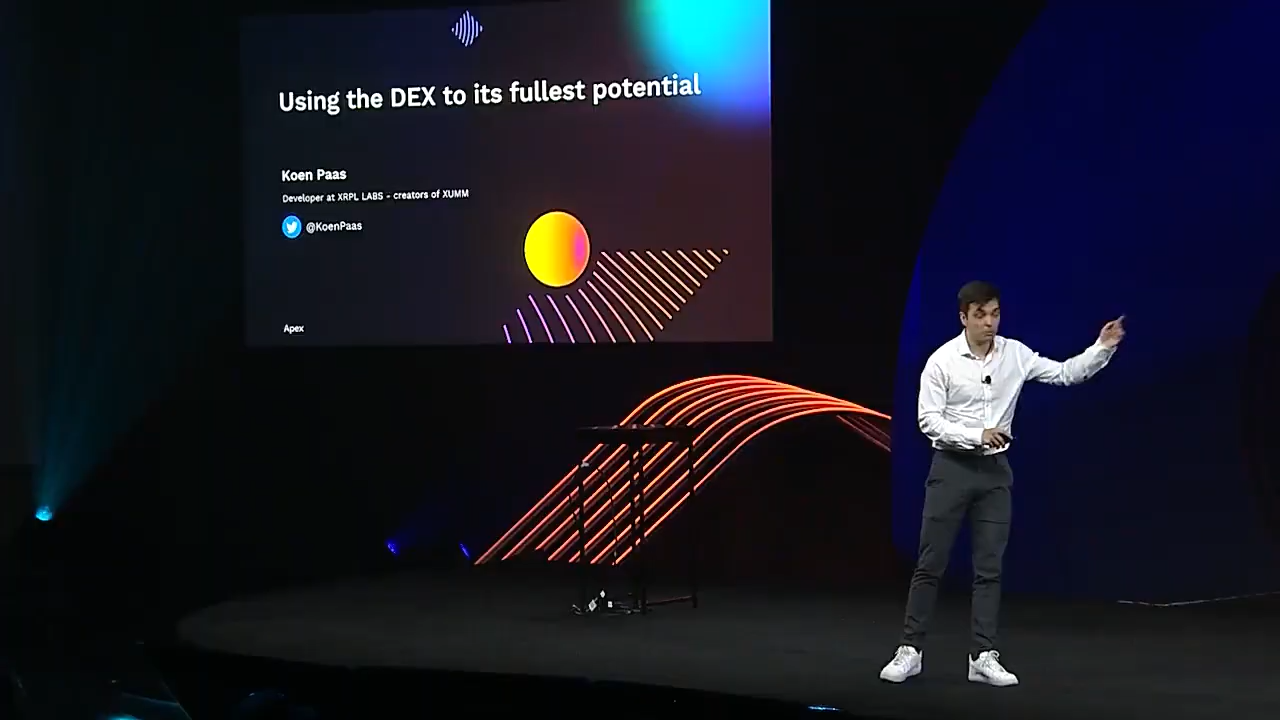 Using the DEX to its fullest potential
Koen Paas
Developer at XRPL LABS - creators of XUMM
@KoenPaas
Apex